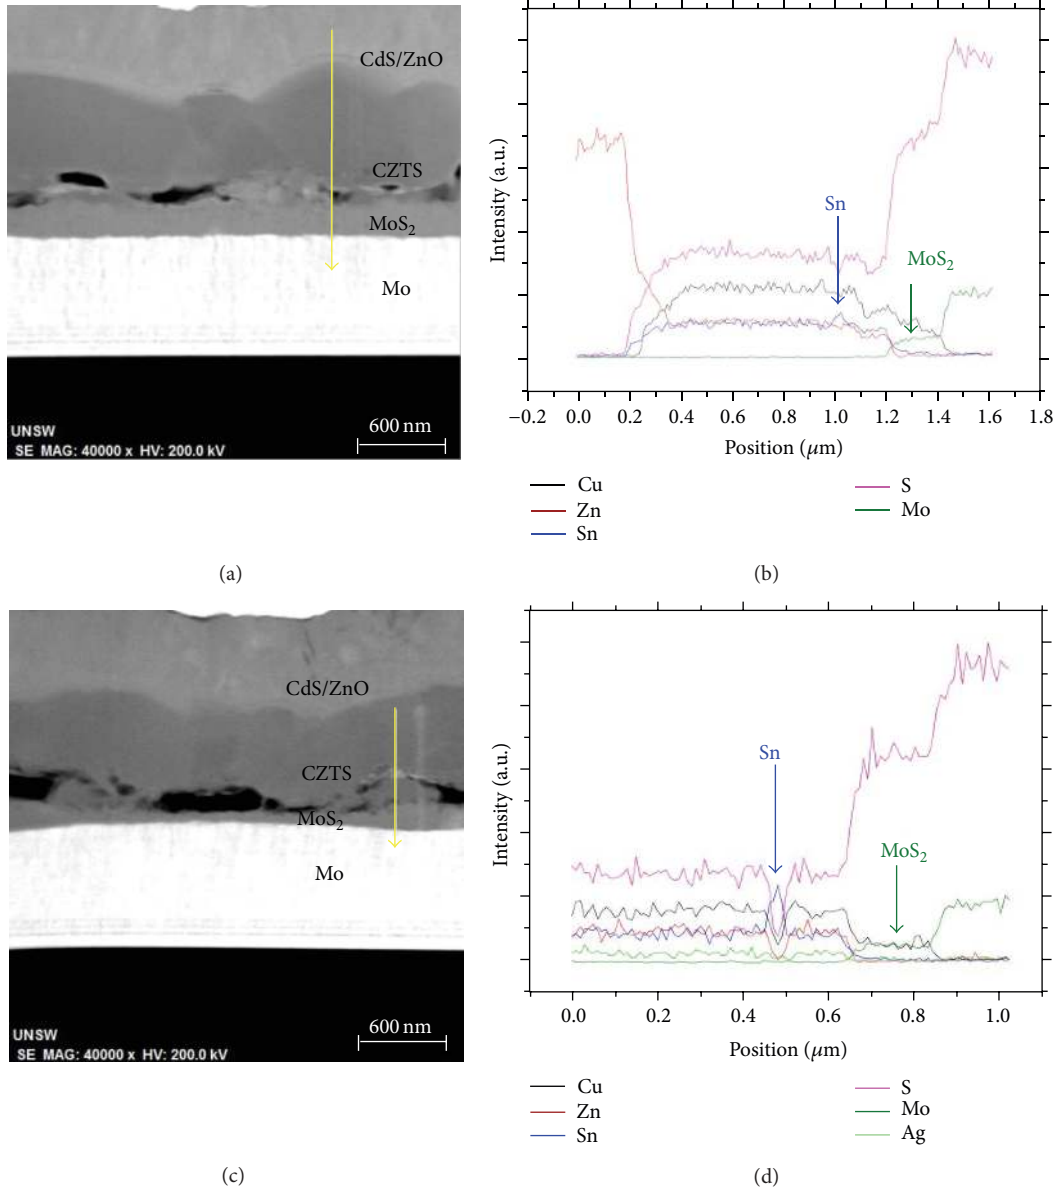 CdS/ZnO
CZTS
MoS₂
Mo
UNSW
SE MAG: 40000 x HV: 200.0 kV
600 nm
(a)
Intensity (a.u.)
Sn
MoS₂
−0.2 0.0 0.2 0.4 0.6 0.8 1.0 1.2 1.4 1.6 1.8
Position (μm)
Cu
Zn
Sn
S
Mo
(b)
CdS/ZnO
CZTS
MoS₂
Mo
UNSW
SE MAG: 40000 x HV: 200.0 kV
600 nm
(c)
Intensity (a.u.)
Sn
MoS₂
0.0 0.2 0.4 0.6 0.8 1.0
Position (μm)
Cu
Zn
Sn
S
Mo
Ag
(d)